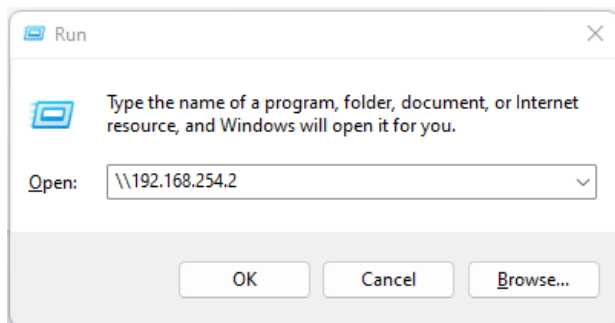 Run
Type the name of a program, folder, document, or Internet
resource, and Windows will open it for you.
Open: \\192.168.254.2
OK Cancel Browse...